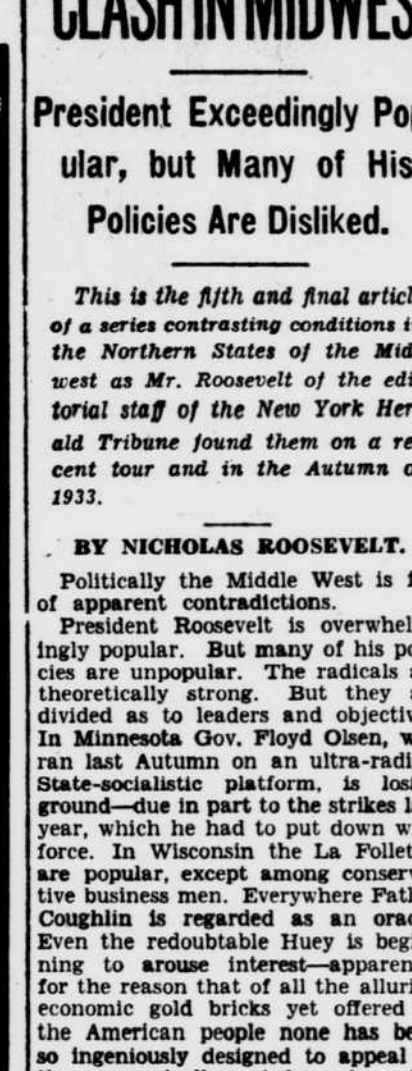 CLASH IN MIDWES
President Exceedingly Pop
ular, but Many of His
Policies Are Disliked.
This is the fifth and final articl
of a series contrasting conditions i
the Northern States of the Mid
west as Mr. Roosevelt of the edi
torial staff of the New York Her
ald Tribune found them on a re
cent tour and in the Autumn o
1933.
BY NICHOLAS ROOSEVELT.
Politically the Middle West is f
of apparent contradictions.
President Roosevelt is overwhel
ingly popular. But many of his po
cies are unpopular. The radicals a
theoretically strong. But they a
divided as to leaders and objectiv
In Minnesota Gov. Floyd Olsen, w
ran last Autumn on an ultra-radi
State-socialistic platform, is losi
ground—due in part to the strikes l
year, which he had to put down w
force. In Wisconsin the La Follet
are popular, except among conserv
tive business men. Everywhere Fath
Coughlin is regarded as an orac
Even the redoubtable Huey is begi
ning to arouse interest—apparen
for the reason that of all the alluri
economic gold bricks yet offered
the American people none has be
so ingeniously designed to appeal